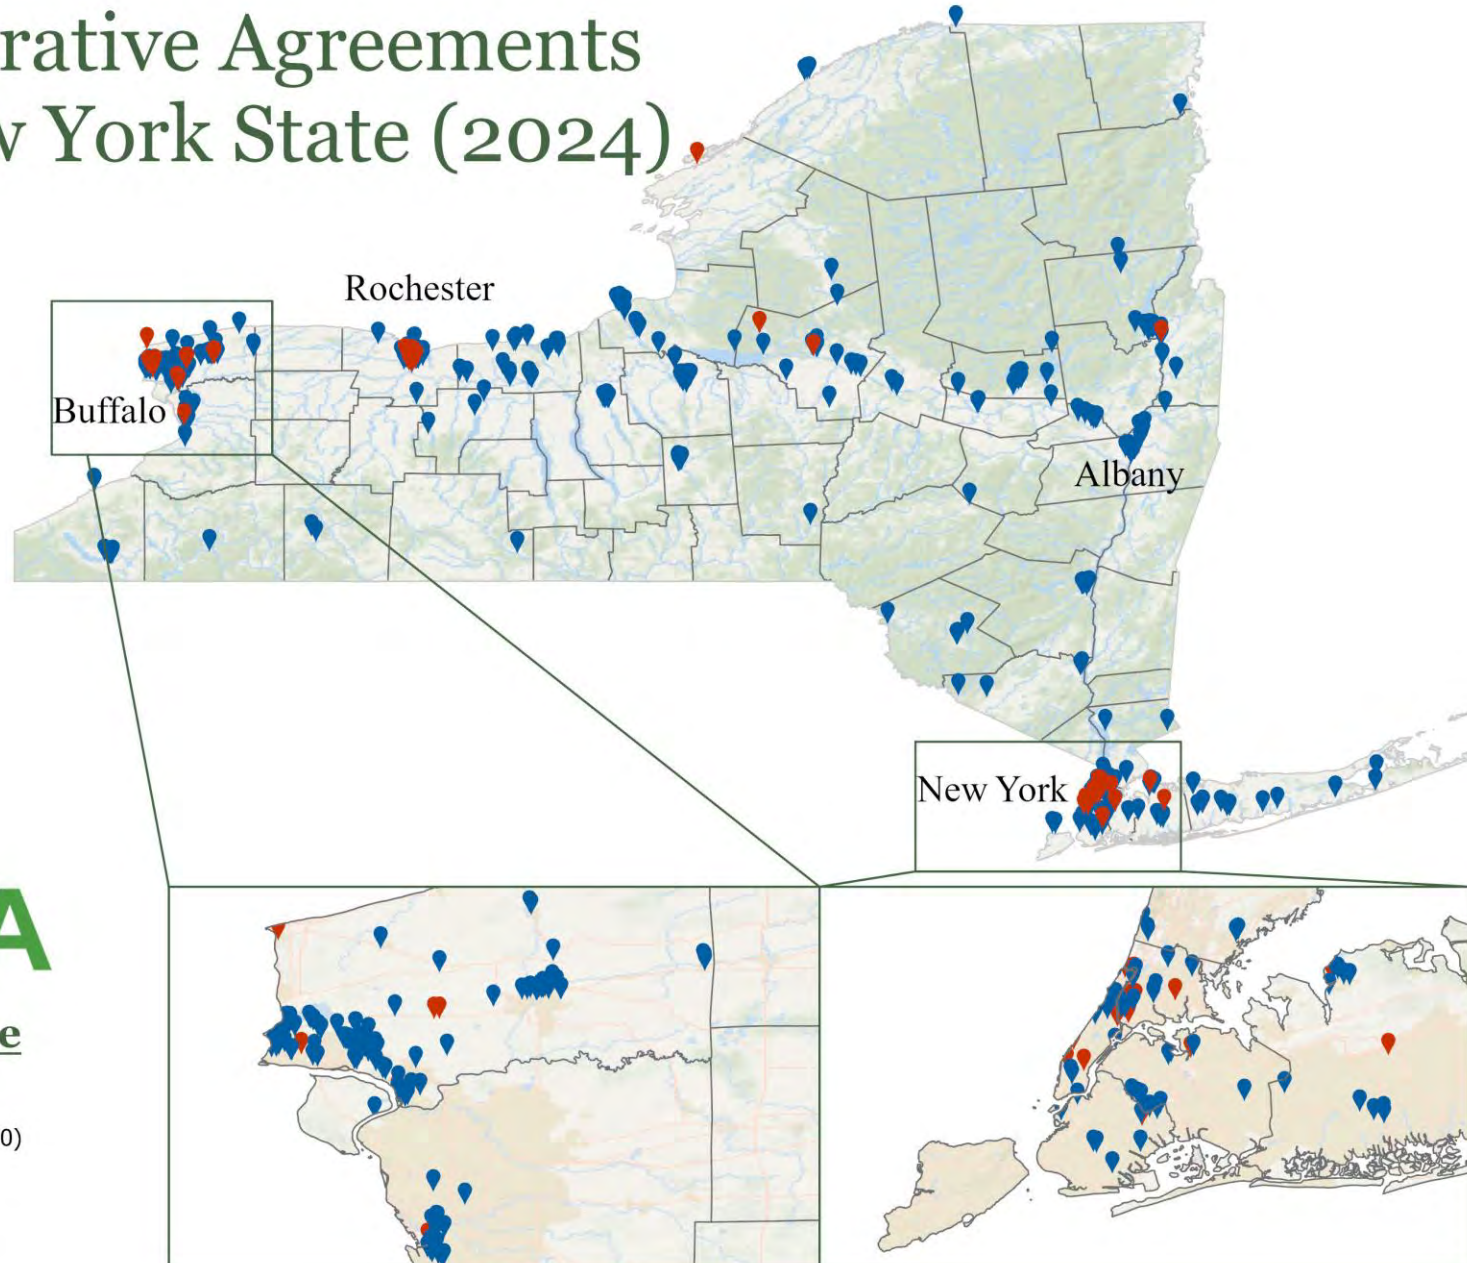 rative Agreements
w York State (2024)
Rochester
Buffalo
Albany
New York
A
e
0)